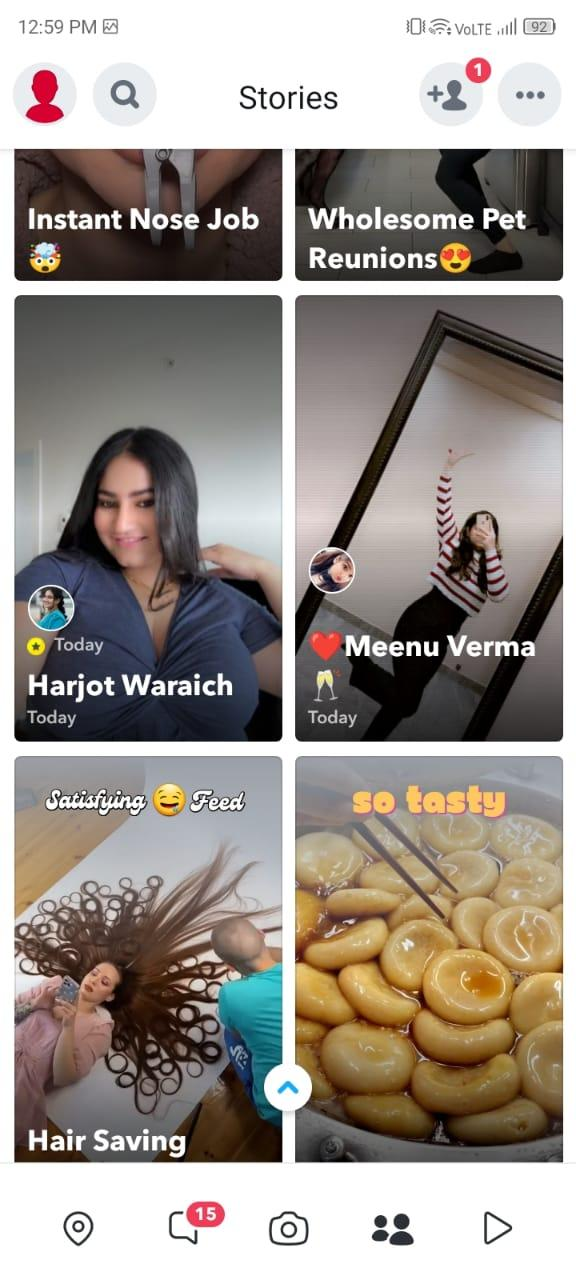 12:59 PM
VoLTE
92
Stories
1
Instant Nose Job
🤯
Wholesome Pet
Reunions😍
Today
Harjot Waraich
Today
❤️Meenu Verma
🥂
Today
Satisfying 🤤 Feed
Hair Saving
so tasty
15